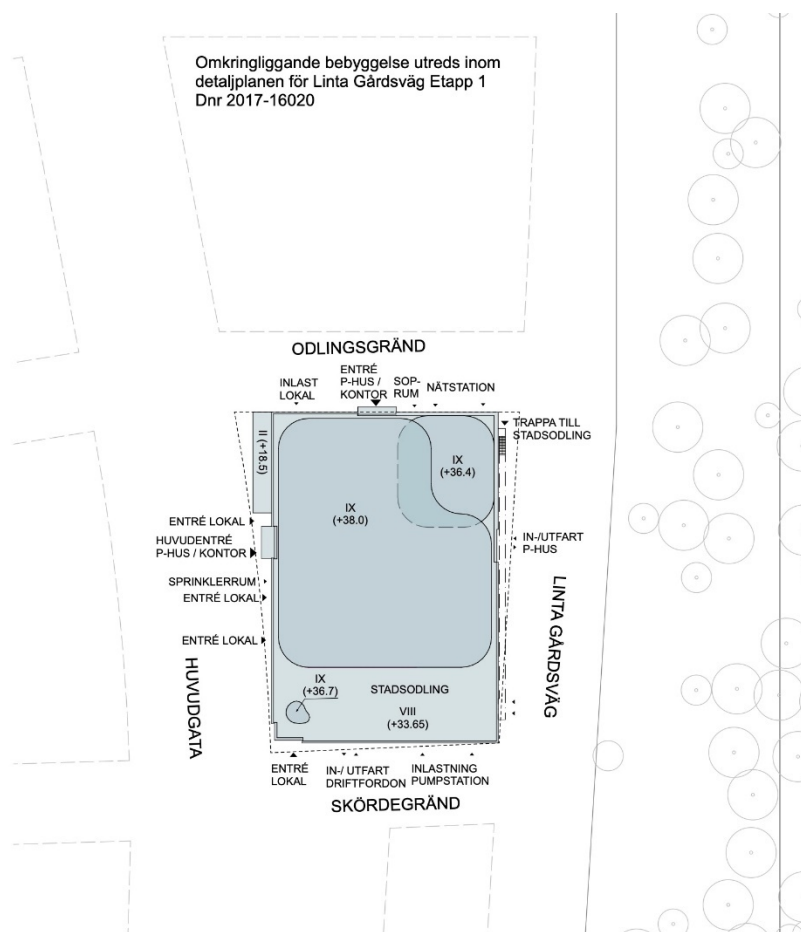 Omkringliggande bebyggelse utreds inom
detaljplanen för Linta Gårdsväg Etapp 1
Dnr 2017-16020
ODLINGSGRÄND
INLAST
LOKAL
ENTRÉ
P-HUS /
KONTOR
SOP-
RUM
NÄTSTATION
TRAPPA TILL
STADSODLING
II (+18.5)
IX
(+36.4)
IX
(+38.0)
ENTRÉ LOKAL
HUVUDENTRÉ
P-HUS / KONTOR
IN-/UTFART
P-HUS
SPRINKLERRUM
ENTRÉ LOKAL
ENTRÉ LOKAL
LINTA GÅRDSVÄG
HUVUDGATA
IX
(+36.7)
STADSODLING
VIII
(+33.65)
ENTRÉ
LOKAL
IN-/ UTFART
DRIFTFORDON
INLASTNING
PUMPSTATION
SKÖRDEGRÄND